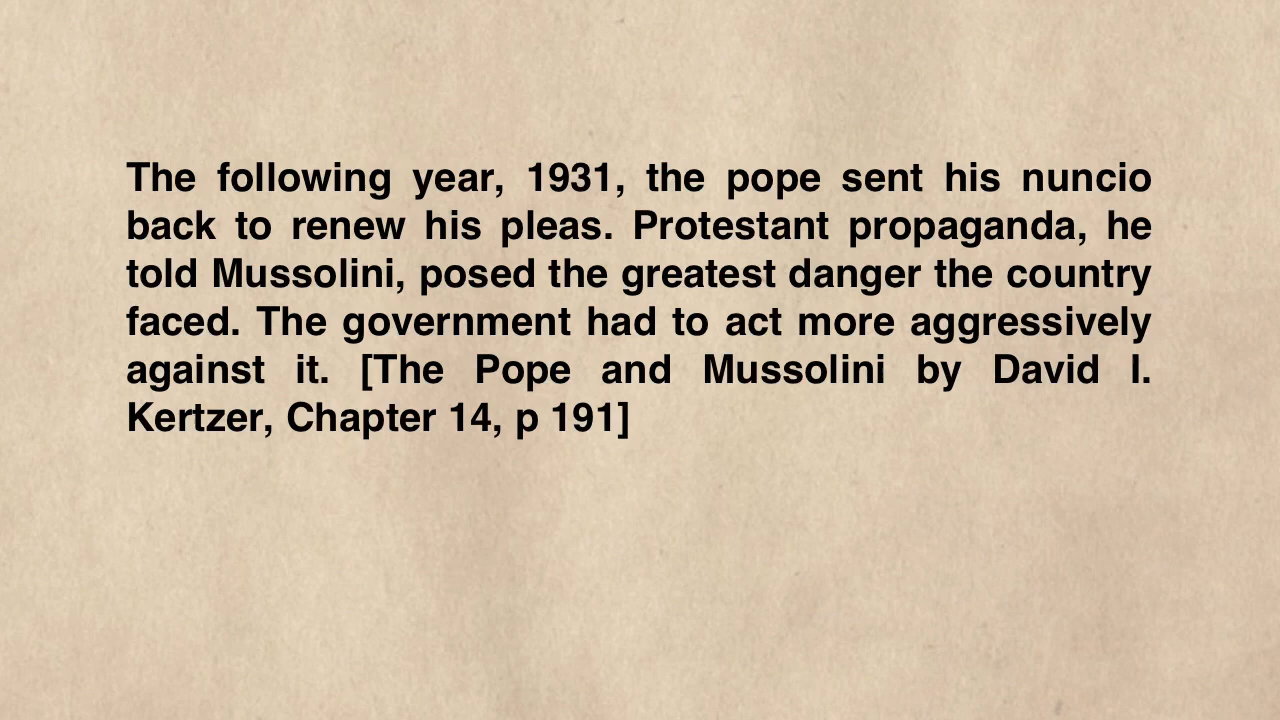 The following year, 1931, the pope sent his nuncio
back to renew his pleas. Protestant propaganda, he
told Mussolini, posed the greatest danger the country
faced. The government had to act more aggressively
against it. [The Pope and Mussolini by David I.
Kertzer, Chapter 14, p 191]